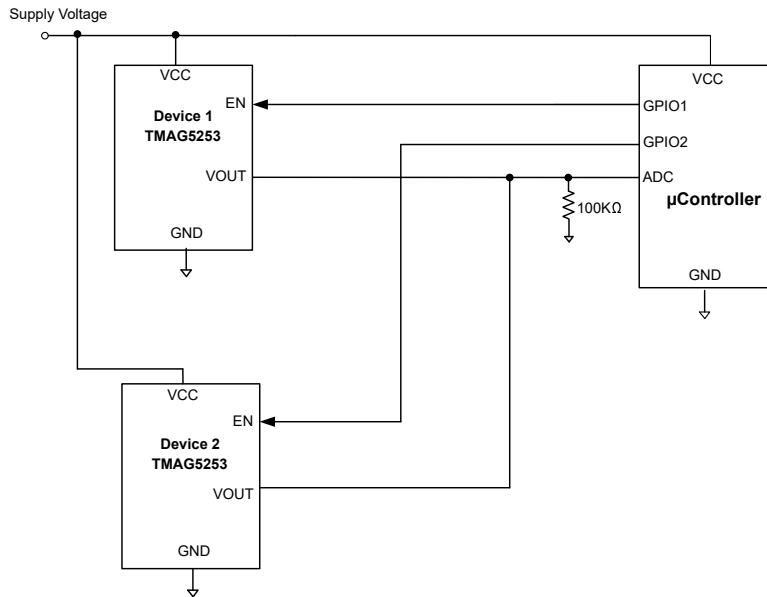 Supply Voltage
VCC
EN
Device 1
TMAG5253
VOUT
GND
VCC
GPIO1
GPIO2
ADC
µController
GND
100KΩ
VCC
EN
Device 2
TMAG5253
VOUT
GND